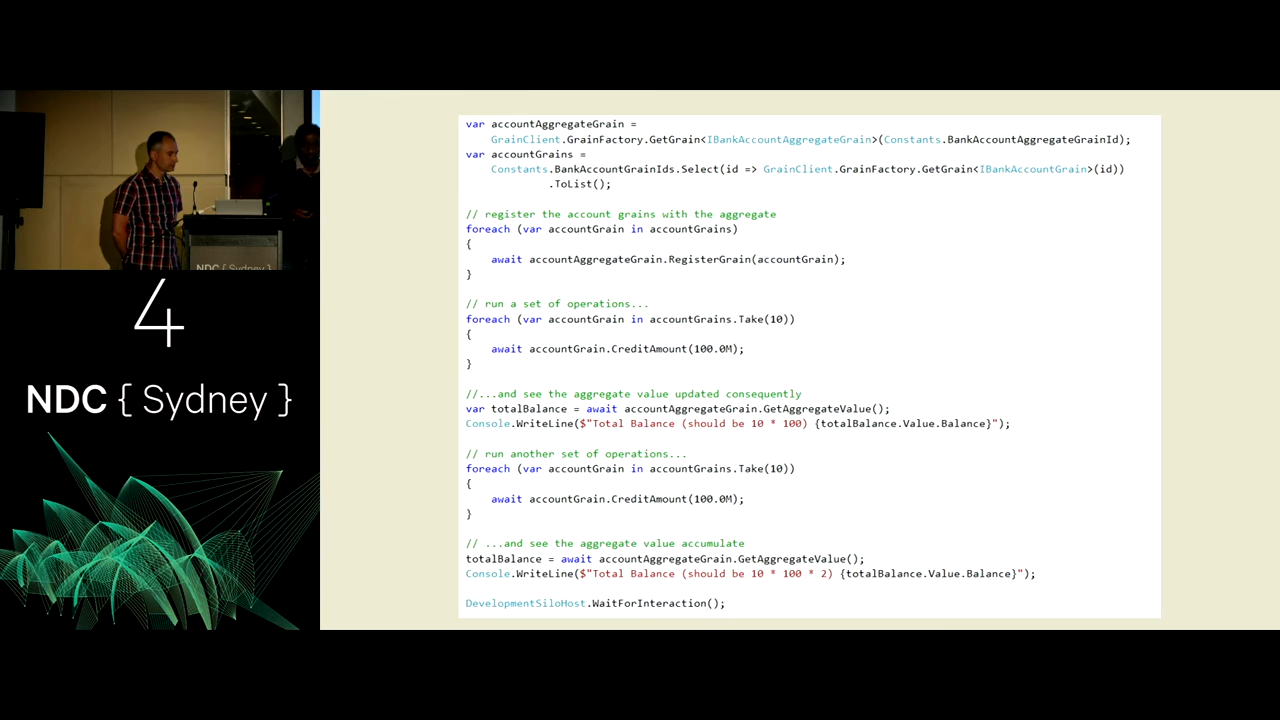 var accountAggregateGrain =
GrainClient.GrainFactory.GetGrain<IBankAccountAggregateGrain>(Constants.BankAccountAggregateGrainId);
var accountGrains =
Constants.BankAccountGrainIds.Select(id => GrainClient.GrainFactory.GetGrain<IBankAccountGrain>(id))
.ToList();
// register the account grains with the aggregate
foreach (var accountGrain in accountGrains)
{
await accountAggregateGrain.RegisterGrain(accountGrain);
}
// run a set of operations...
foreach (var accountGrain in accountGrains.Take(10))
{
await accountGrain.CreditAmount(100.0M);
}
//...and see the aggregate value updated consequently
var totalBalance = await accountAggregateGrain.GetAggregateValue();
Console.WriteLine($"Total Balance (should be 10 * 100) {totalBalance.Value.Balance}");
// run another set of operations...
foreach (var accountGrain in accountGrains.Take(10))
{
await accountGrain.CreditAmount(100.0M);
}
// ...and see the aggregate value accumulate
totalBalance = await accountAggregateGrain.GetAggregateValue();
Console.WriteLine($"Total Balance (should be 10 * 100 * 2) {totalBalance.Value.Balance}");
DevelopmentSiloHost.WaitForInteraction();
NDC { Sydney }
4
NDC { Sydney }